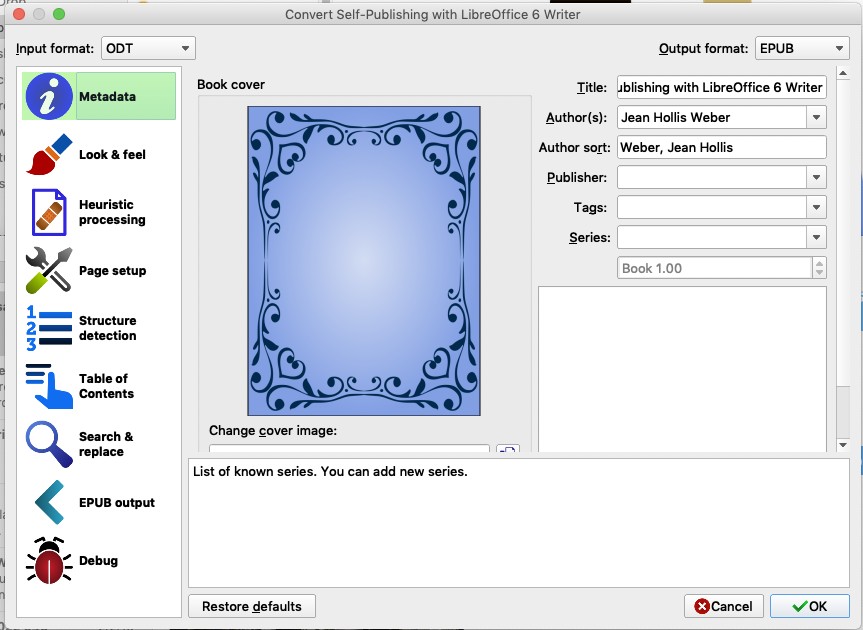 Convert Self-Publishing with LibreOffice 6 Writer
Input format: ODT
Output format: EPUB
Metadata
Look & feel
Heuristic
processing
Page setup
1
2
3
Structure
detection
Table of
Contents
Search &
replace
EPUB output
Debug
Book cover
Change cover image:
Title: ublishing with LibreOffice 6 Writer
Author(s): Jean Hollis Weber
Author sort: Weber, Jean Hollis
Publisher:
Tags:
Series:
Book 1.00
List of known series. You can add new series.
Restore defaults
Cancel
OK